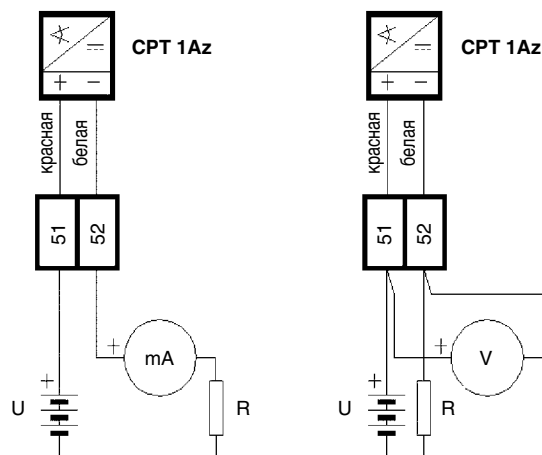 CPT 1Az
+ −
красная
белая
51
52
+
mA
+
U
R
CPT 1Az
+ −
красная
белая
51
52
+
V
+
U
R